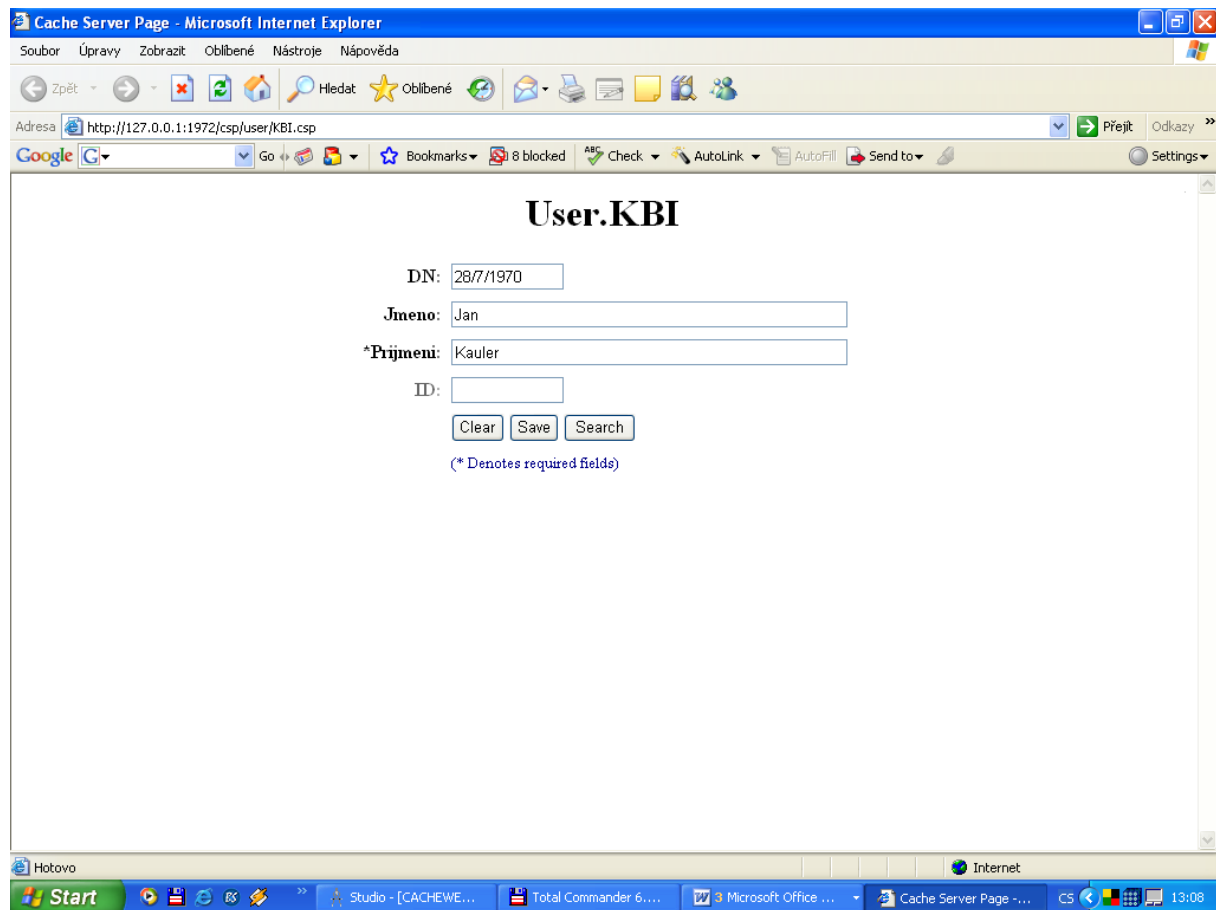 Cache Server Page - Microsoft Internet Explorer
Soubor Úpravy Zobrazit Oblíbené Nástroje Nápověda
Zpět Hledat Oblíbené
Adresa http://127.0.0.1:1972/csp/user/KBI.csp Přejít Odkazy »
Google G Go Bookmarks 8 blocked ABC Check AutoLink AutoFill Send to Settings
User.KBI
DN: 28/7/1970
Jmeno: Jan
*Prijmeni: Kauler
ID:
Clear Save Search
(* Denotes required fields)
Hotovo Internet
Start » Studio - [CACHEWE... Total Commander 6.... 3 Microsoft Office ... Cache Server Page -... CS 13:08